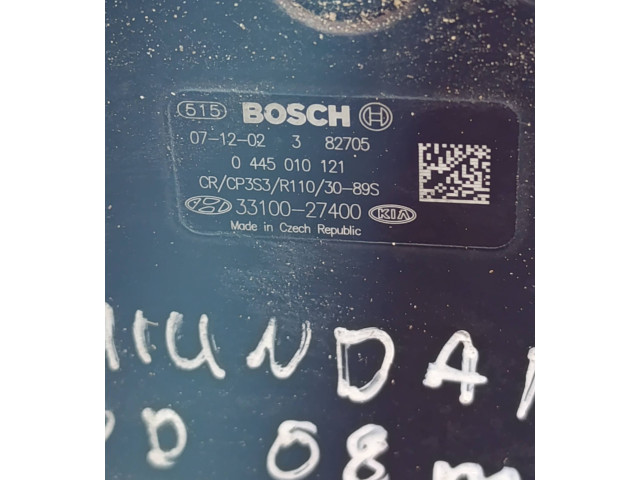 515 BOSCH
07-12-02 3 82705
0 445 010 121
CR/CP3S3/R110/30-89S
33100-27400 KIA
Made in Czech Republic
HIUNDA
08